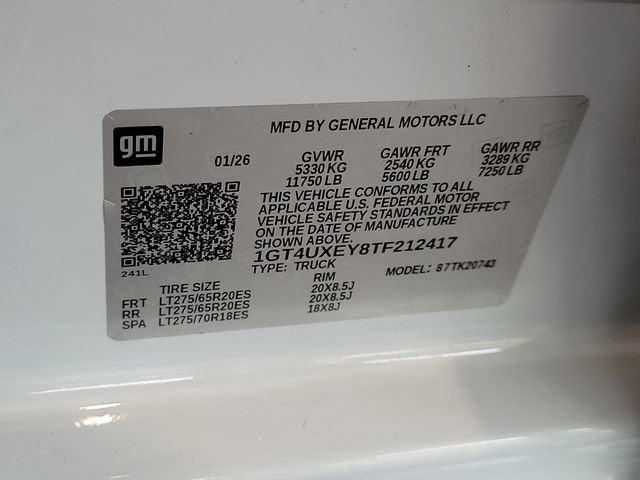 gm
MFD BY GENERAL MOTORS LLC
01/26 GVWR GAWR FRT GAWR RR
5330 KG 2540 KG 3289 KG
11750 LB 5600 LB 7250 LB
THIS VEHICLE CONFORMS TO ALL
APPLICABLE U.S. FEDERAL MOTOR
VEHICLE SAFETY STANDARDS IN EFFECT
ON THE DATE OF MANUFACTURE
SHOWN ABOVE.
1GT4UXEY8TF212417
TYPE: TRUCK MODEL: 87TK20743
241L
TIRE SIZE RIM
FRT LT275/65R20ES 20X8.5J
RR LT275/65R20ES 20X8.5J
SPA LT275/70R18ES 18X8J